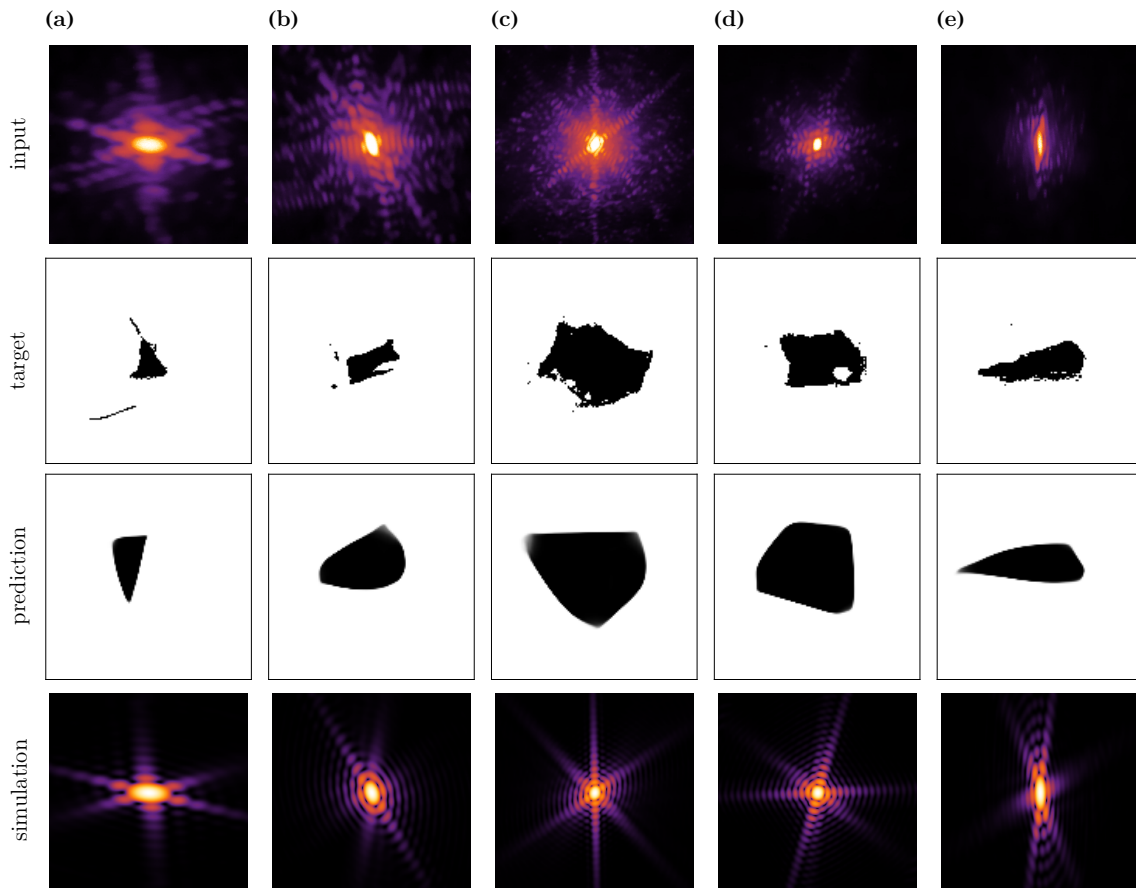 (a) (b) (c) (d) (e)
input
target
prediction
simulation